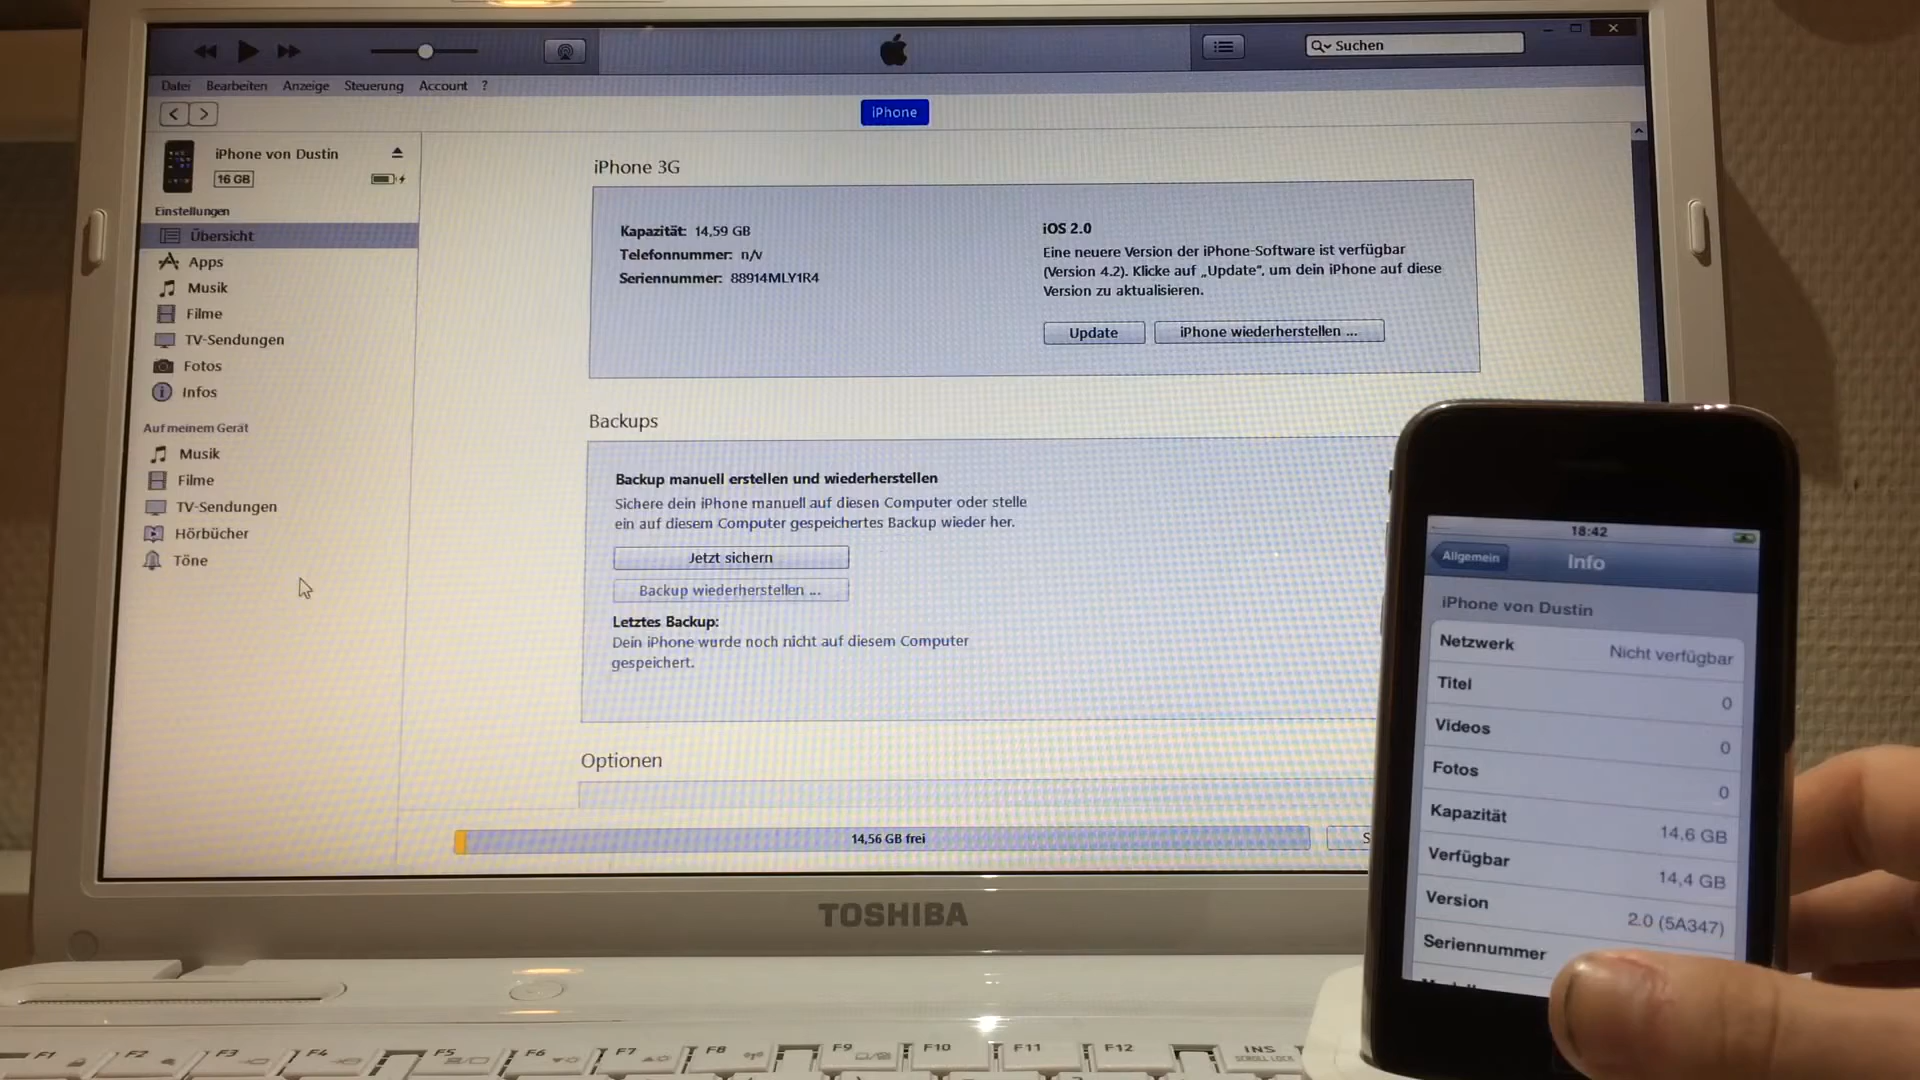 Suchen
Datei Bearbeiten Anzeige Steuerung Account ?
iPhone
iPhone von Dustin
16 GB
Einstellungen
Übersicht
Apps
Musik
Filme
TV-Sendungen
Fotos
Infos
Auf meinem Gerät
Musik
Filme
TV-Sendungen
Hörbücher
Töne
iPhone 3G
Kapazität: 14,59 GB
Telefonnummer: n/v
Seriennummer: 88914MLY1R4
iOS 2.0
Eine neuere Version der iPhone-Software ist verfügbar
(Version 4.2). Klicke auf „Update“, um dein iPhone auf diese
Version zu aktualisieren.
Update
iPhone wiederherstellen ...
Backups
Backup manuell erstellen und wiederherstellen
Sichere dein iPhone manuell auf diesen Computer oder stelle
ein auf diesem Computer gespeichertes Backup wieder her.
Jetzt sichern
Backup wiederherstellen ...
Letztes Backup:
Dein iPhone wurde noch nicht auf diesem Computer
gespeichert.
Optionen
14,56 GB frei
TOSHIBA
F1 F2 F3 F4 F5 F6 F7 F8 F9 F10 F11 F12 INS
SCROLL LOCK
18:42
Allgemein
Info
iPhone von Dustin
Netzwerk Nicht verfügbar
Titel 0
Videos 0
Fotos 0
Kapazität 14,6 GB
Verfügbar 14,4 GB
Version 2.0 (5A347)
Seriennummer